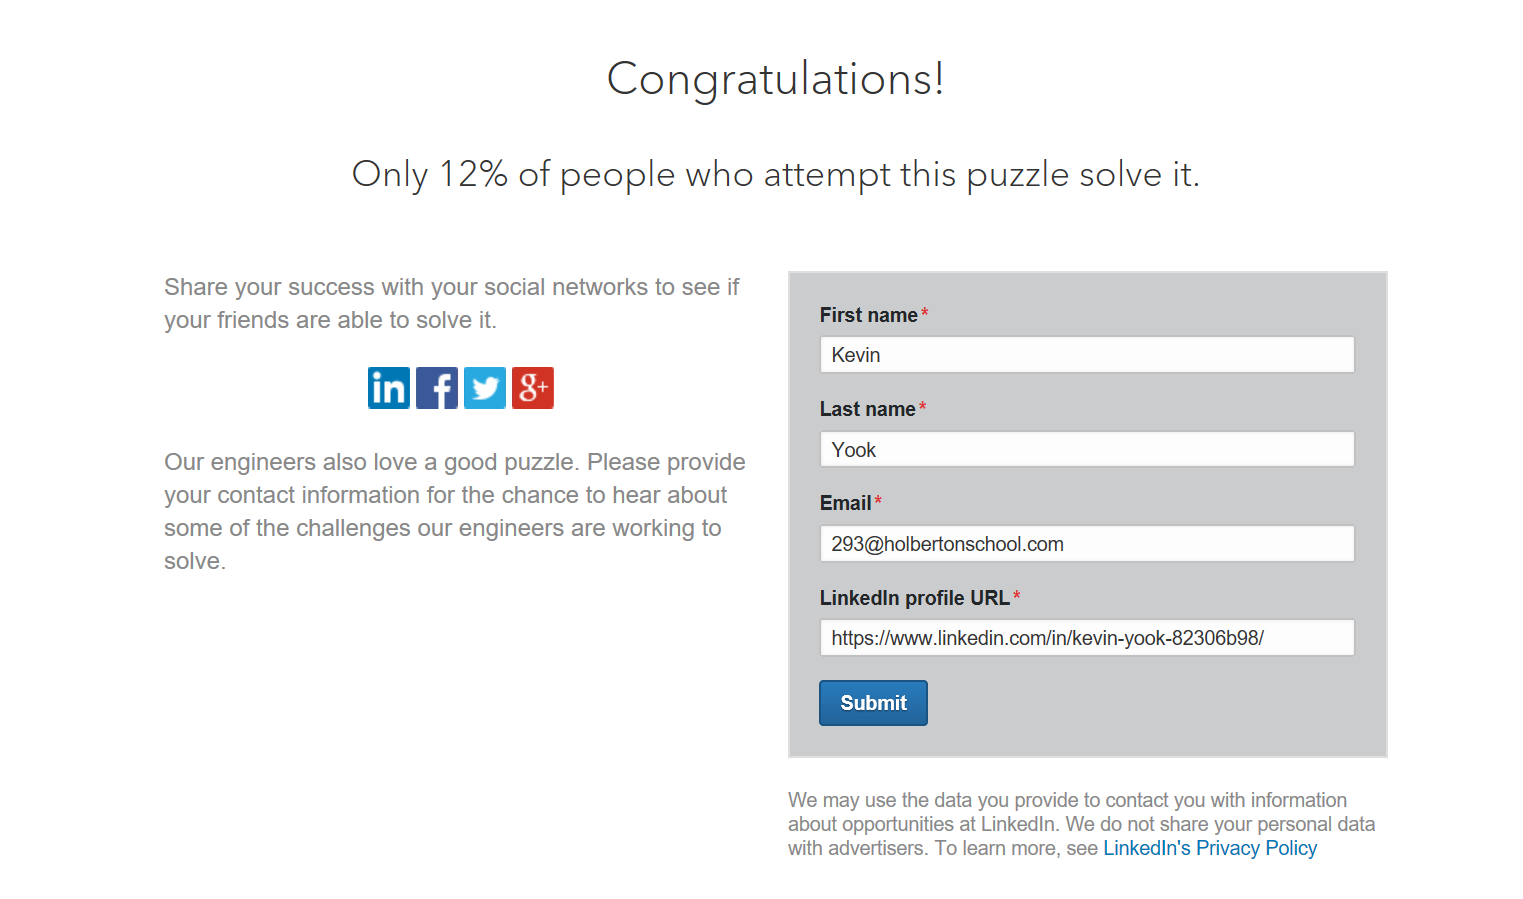 Congratulations!
Only 12% of people who attempt this puzzle solve it.
Share your success with your social networks to see if
your friends are able to solve it.
in f g+
Our engineers also love a good puzzle. Please provide
your contact information for the chance to hear about
some of the challenges our engineers are working to
solve.
First name*
Kevin
Last name*
Yook
Email*
293@holbertonschool.com
LinkedIn profile URL*
https://www.linkedin.com/in/kevin-yook-82306b98/
Submit
We may use the data you provide to contact you with information
about opportunities at LinkedIn. We do not share your personal data
with advertisers. To learn more, see LinkedIn's Privacy Policy